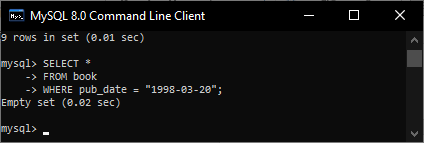 MySQL 8.0 Command Line Client
9 rows in set (0.01 sec)
mysql> SELECT *
    -> FROM book
    -> WHERE pub_date = "1998-03-20";
Empty set (0.02 sec)
mysql>